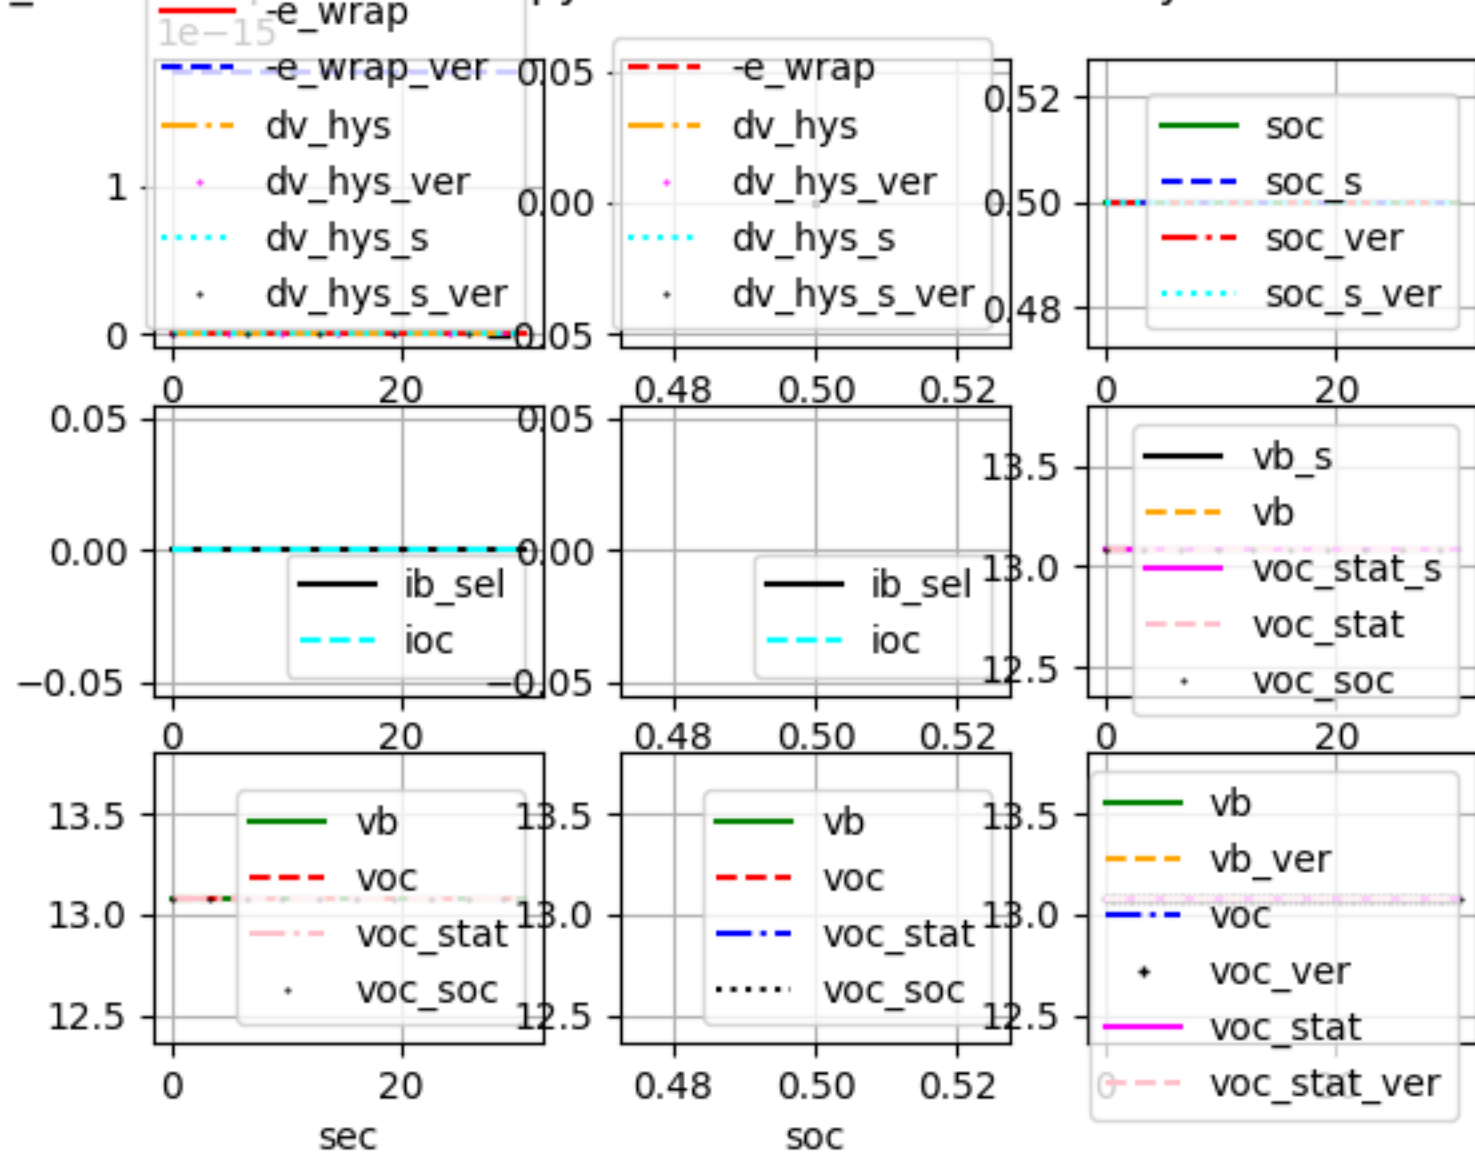 -e_wrap
1e−15
-e_wrap_ver
dv_hys
dv_hys_ver
dv_hys_s
dv_hys_s_ver
1
0
0 20
0.05
0.00
0.05
-e_wrap
dv_hys
dv_hys_ver
dv_hys_s
dv_hys_s_ver
0.48 0.50 0.52
0.52
0.50
0.48
soc
soc_s
soc_ver
soc_s_ver
0 20
0.05
0.00
−0.05
ib_sel
ioc
0 20
0.05
0.00
−0.05
ib_sel
ioc
0.48 0.50 0.52
13.5
13.0
12.5
vb_s
vb
voc_stat_s
voc_stat
voc_soc
0 20
13.5
13.0
12.5
vb
voc
voc_stat
voc_soc
0 20
sec
13.5
13.0
12.5
vb
voc
voc_stat
voc_soc
0.48 0.50 0.52
soc
13.5
13.0
12.5
vb
vb_ver
voc
voc_ver
voc_stat
voc_stat_ver
0